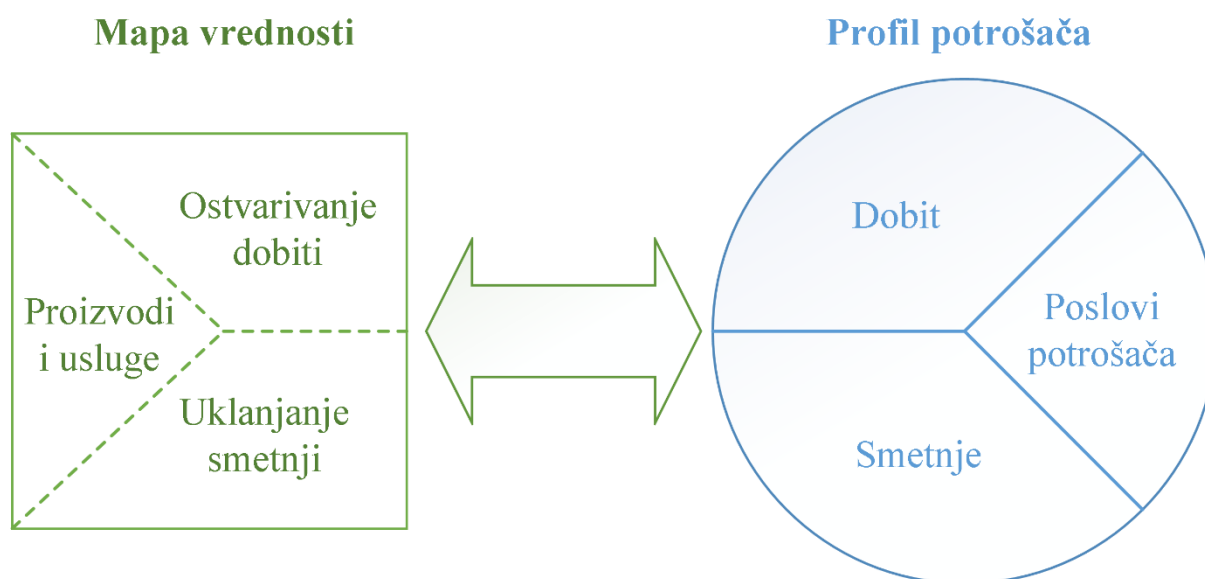 Mapa vrednosti
Profil potrošača
Ostvarivanje
dobiti
Proizvodi
i usluge
Uklanjanje
smetnji
Dobit
Poslovi
potrošača
Smetnje